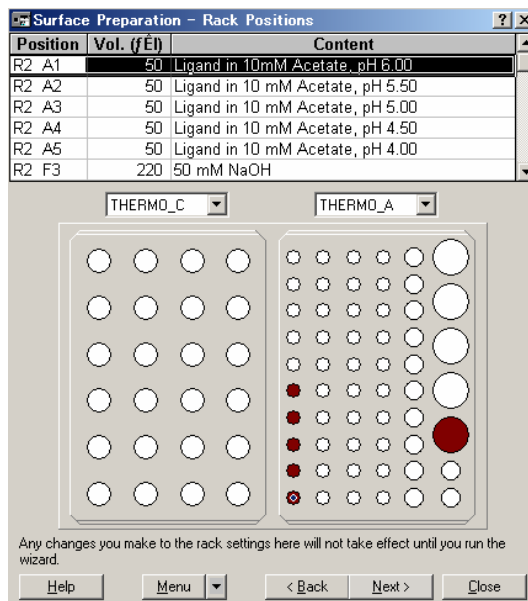 Surface Preparation - Rack Positions
Position Vol. (ƒÊl) Content
R2 A1 50 Ligand in 10mM Acetate, pH 6.00
R2 A2 50 Ligand in 10 mM Acetate, pH 5.50
R2 A3 50 Ligand in 10 mM Acetate, pH 5.00
R2 A4 50 Ligand in 10 mM Acetate, pH 4.50
R2 A5 50 Ligand in 10 mM Acetate, pH 4.00
R2 F3 220 50 mM NaOH
THERMO_C THERMO_A
Any changes you make to the rack settings here will not take effect until you run the
wizard.
Help Menu < Back Next > Close